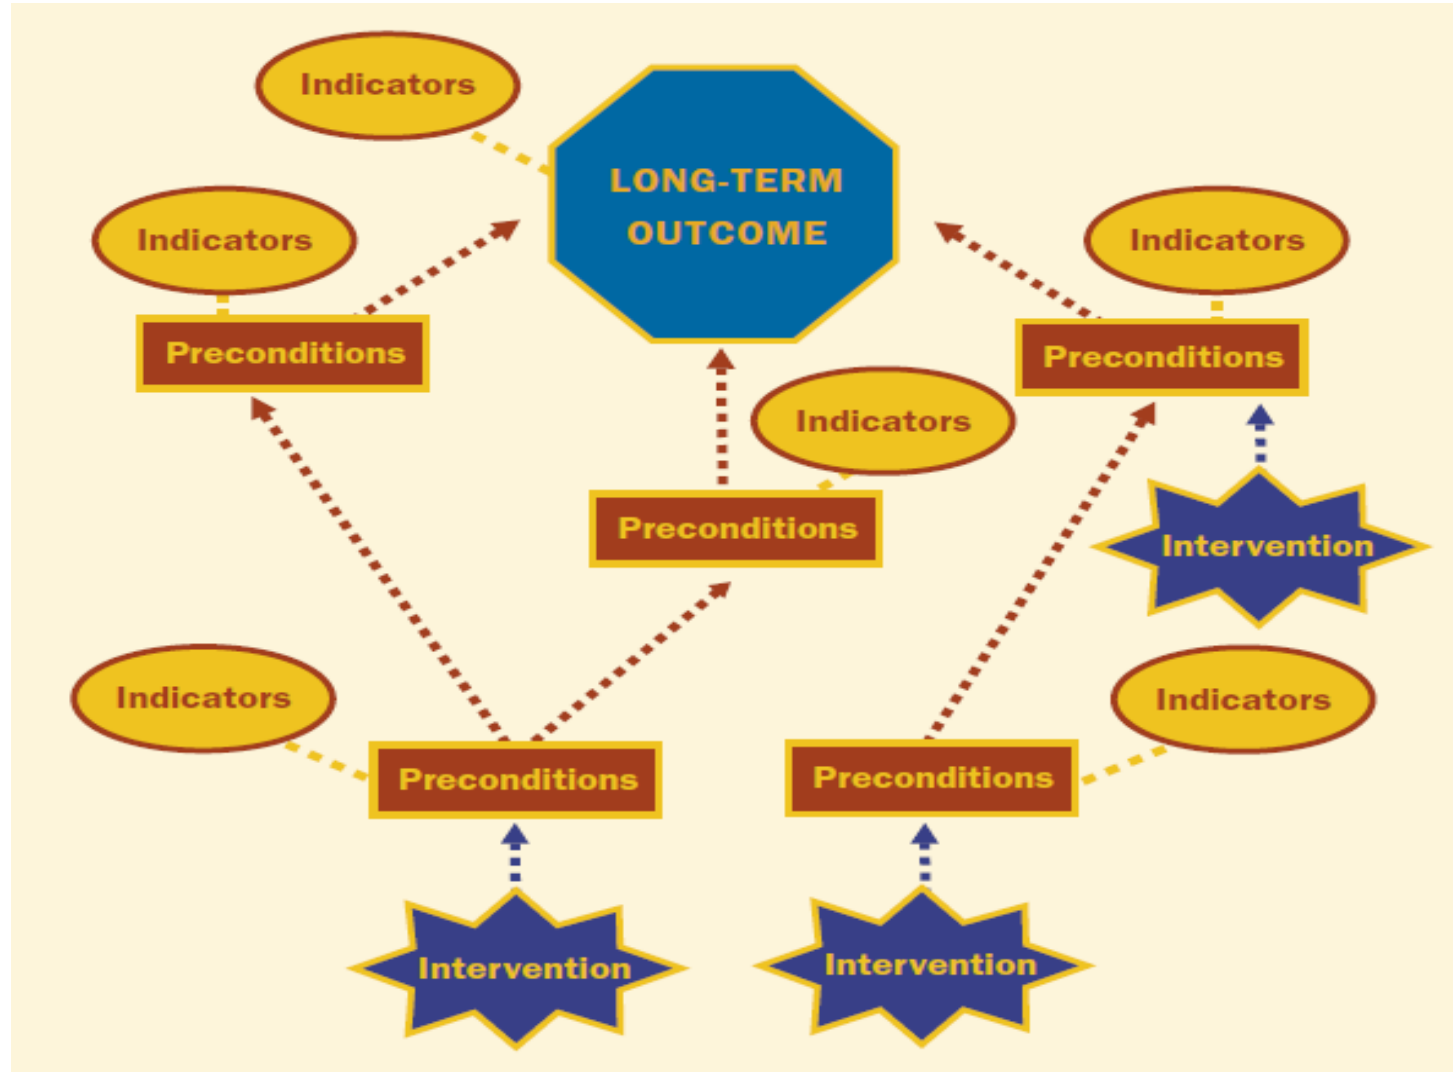 Indicators
LONG-TERM
OUTCOME
Indicators
Indicators
Preconditions
Preconditions
Indicators
Preconditions
Intervention
Indicators
Indicators
Preconditions
Preconditions
Intervention
Intervention